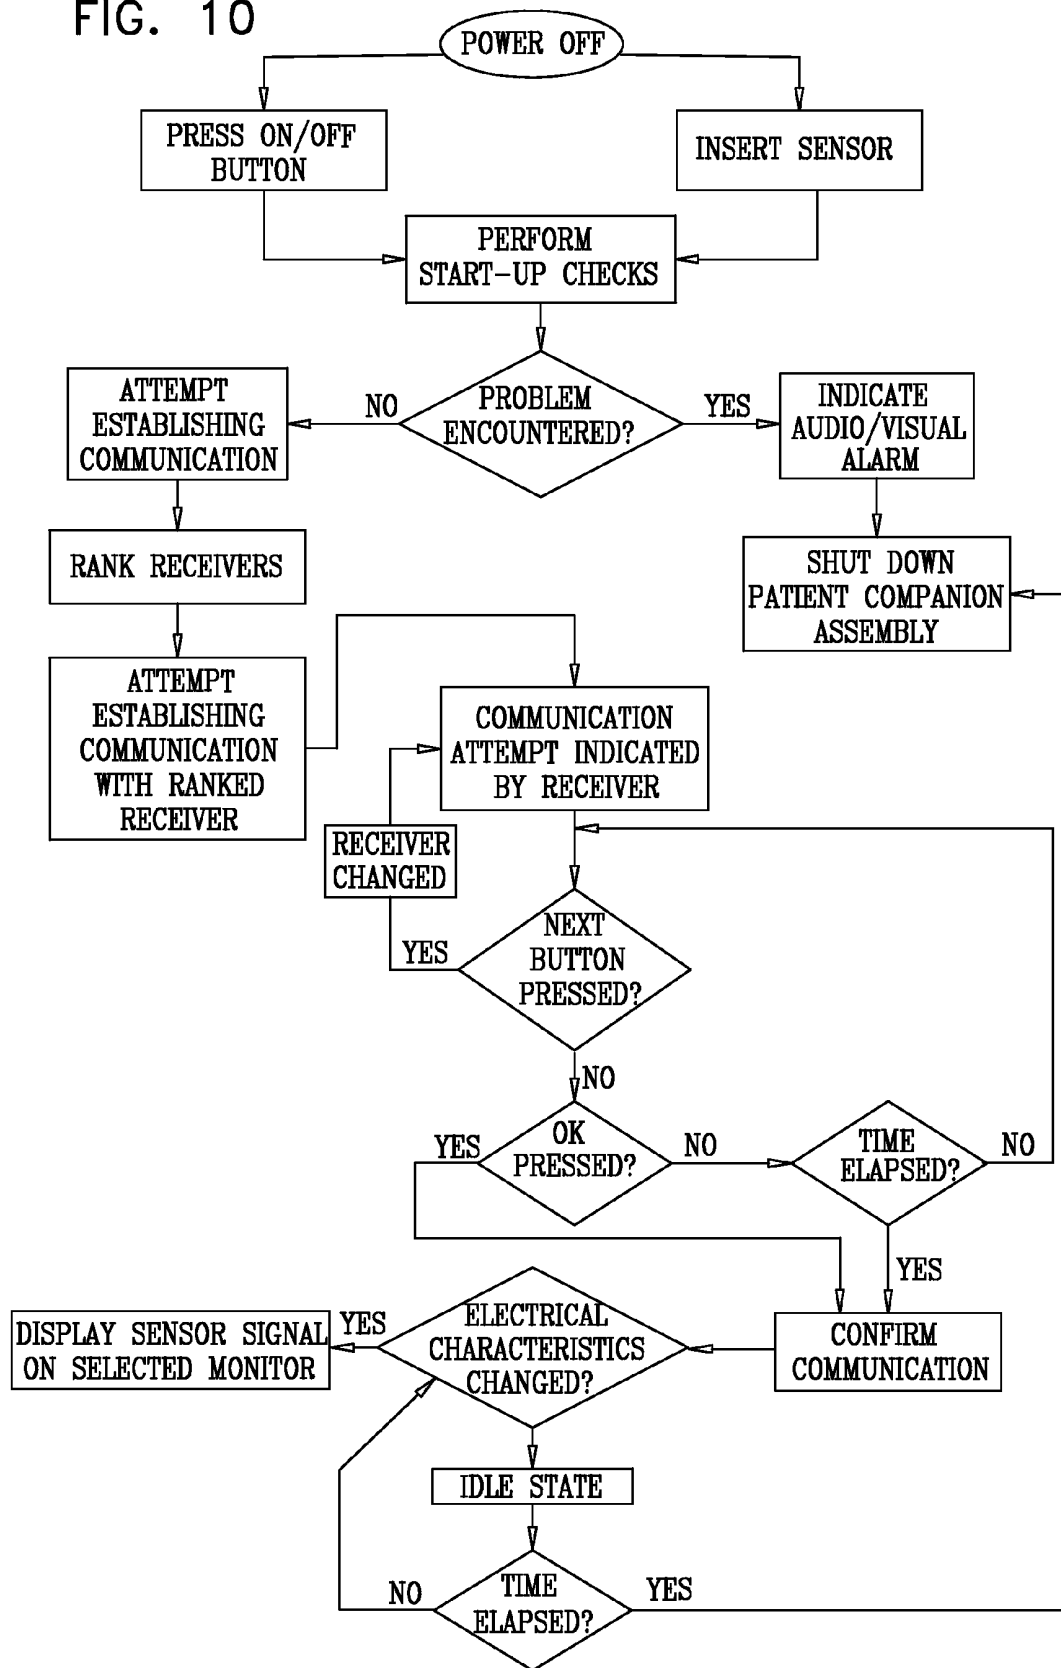 FIG. 10
POWER OFF
PRESS ON/OFF
BUTTON
INSERT SENSOR
PERFORM
START-UP CHECKS
ATTEMPT
ESTABLISHING
COMMUNICATION
NO
PROBLEM
ENCOUNTERED?
YES
INDICATE
AUDIO/VISUAL
ALARM
RANK RECEIVERS
SHUT DOWN
PATIENT COMPANION
ASSEMBLY
ATTEMPT
ESTABLISHING
COMMUNICATION
WITH RANKED
RECEIVER
COMMUNICATION
ATTEMPT INDICATED
BY RECEIVER
RECEIVER
CHANGED
YES
NEXT
BUTTON
PRESSED?
NO
YES
OK
PRESSED?
NO
TIME
ELAPSED?
NO
YES
DISPLAY SENSOR SIGNAL
ON SELECTED MONITOR
YES
ELECTRICAL
CHARACTERISTICS
CHANGED?
CONFIRM
COMMUNICATION
IDLE STATE
NO
TIME
ELAPSED?
YES